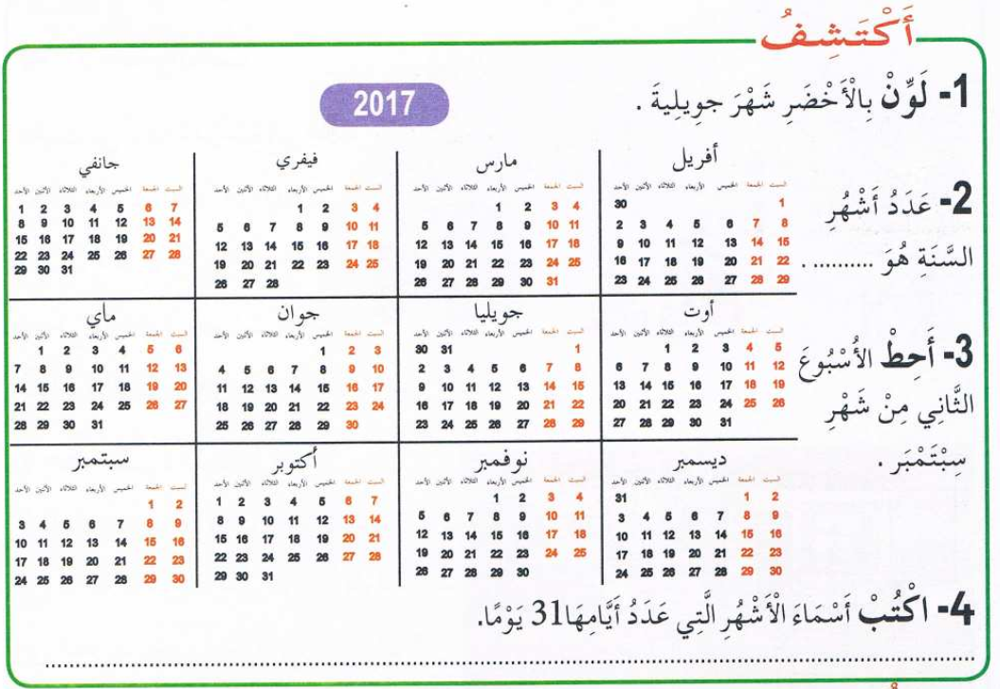 أَكْتَشِفُ
1- لَوِّنْ بِالْأَخْضَرِ شَهْرَ جوِيلِيةَ .
2017
2- عَدَدُ أَشْهُرِ
السَّنَةِ هُوَ .......... .
3- أَحِطْ الأُسْبُوعَ
الثَّانِي مِنْ شَهْرِ
سِبْتَمْبَر .
جانفي
السبت الجمعة الخميس الأربعاء الثلاثاء الأثنين الأحد
1 2 3 4 5 6 7
8 9 10 11 12 13 14
15 16 17 18 19 20 21
22 23 24 25 26 27 28
29 30 31
فيفري
السبت الجمعة الخميس الأربعاء الثلاثاء الأثنين الأحد
1 2 3 4
5 6 7 8 9 10 11
12 13 14 15 16 17 18
19 20 21 22 23 24 25
26 27 28
مارس
السبت الجمعة الخميس الأربعاء الثلاثاء الأثنين الأحد
1 2 3 4
5 6 7 8 9 10 11
12 13 14 15 16 17 18
19 20 21 22 23 24 25
26 27 28 29 30 31
أفريل
السبت الجمعة الخميس الأربعاء الثلاثاء الأثنين الأحد
30 1
2 3 4 5 6 7 8
9 10 11 12 13 14 15
16 17 18 19 20 21 22
23 24 25 26 27 28 29
ماي
السبت الجمعة الخميس الأربعاء الثلاثاء الأثنين الأحد
1 2 3 4 5 6
7 8 9 10 11 12 13
14 15 16 17 18 19 20
21 22 23 24 25 26 27
28 29 30 31
جوان
السبت الجمعة الخميس الأربعاء الثلاثاء الأثنين الأحد
1 2 3
4 5 6 7 8 9 10
11 12 13 14 15 16 17
18 19 20 21 22 23 24
25 26 27 28 29 30
جويليا
السبت الجمعة الخميس الأربعاء الثلاثاء الأثنين الأحد
30 31 1
2 3 4 5 6 7 8
9 10 11 12 13 14 15
16 17 18 19 20 21 22
23 24 25 26 27 28 29
أوت
السبت الجمعة الخميس الأربعاء الثلاثاء الأثنين الأحد
1 2 3 4 5
6 7 8 9 10 11 12
13 14 15 16 17 18 19
20 21 22 23 24 25 26
27 28 29 30 31
سبتمبر
السبت الجمعة الخميس الأربعاء الثلاثاء الأثنين الأحد
1 2
3 4 5 6 7 8 9
10 11 12 13 14 15 16
17 18 19 20 21 22 23
24 25 26 27 28 29 30
أكتوبر
السبت الجمعة الخميس الأربعاء الثلاثاء الأثنين الأحد
1 2 3 4 5 6 7
8 9 10 11 12 13 14
15 16 17 18 19 20 21
22 23 24 25 26 27 28
29 30 31
نوفمبر
السبت الجمعة الخميس الأربعاء الثلاثاء الأثنين الأحد
1 2 3 4
5 6 7 8 9 10 11
12 13 14 15 16 17 18
19 20 21 22 23 24 25
26 27 28 29 30
ديسمبر
السبت الجمعة الخميس الأربعاء الثلاثاء الأثنين الأحد
31 1 2
3 4 5 6 7 8 9
10 11 12 13 14 15 16
17 18 19 20 21 22 23
24 25 26 27 28 29 30
4- اكْتُبْ أَسْمَاءَ الْأَشْهُرِ الَّتِي عَدَدُ أَيَّامِهَا31 يَوْمًا.